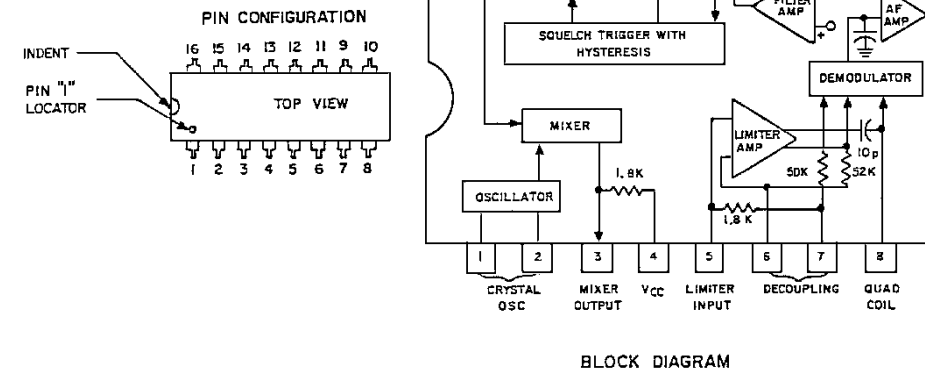 PIN CONFIGURATION
16 15 14 13 12 11 9 10
INDENT
PIN "1"
LOCATOR
TOP VIEW
1 2 3 4 5 6 7 8
FILTER
AMP
+
AF
AMP
SQUELCH TRIGGER WITH
HYSTERESIS
DEMODULATOR
MIXER
LIMITER
AMP
10p
1.8K
50K
52K
OSCILLATOR
1.8K
1 2 3 4 5 6 7 8
CRYSTAL
OSC
MIXER
OUTPUT
VCC
LIMITER
INPUT
DECOUPLING
QUAD
COIL
BLOCK DIAGRAM